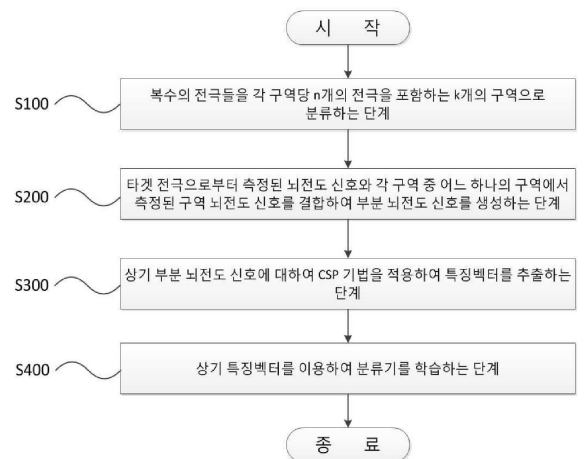 시 작
S100
복수의 전극들을 각 구역당 n개의 전극을 포함하는 k개의 구역으로
분류하는 단계
S200
타겟 전극으로부터 측정된 뇌전도 신호와 각 구역 중 어느 하나의 구역에서
측정된 구역 뇌전도 신호를 결합하여 부분 뇌전도 신호를 생성하는 단계
S300
상기 부분 뇌전도 신호에 대하여 CSP 기법을 적용하여 특징벡터를 추출하는
단계
S400
상기 특징벡터를 이용하여 분류기를 학습하는 단계
종 료